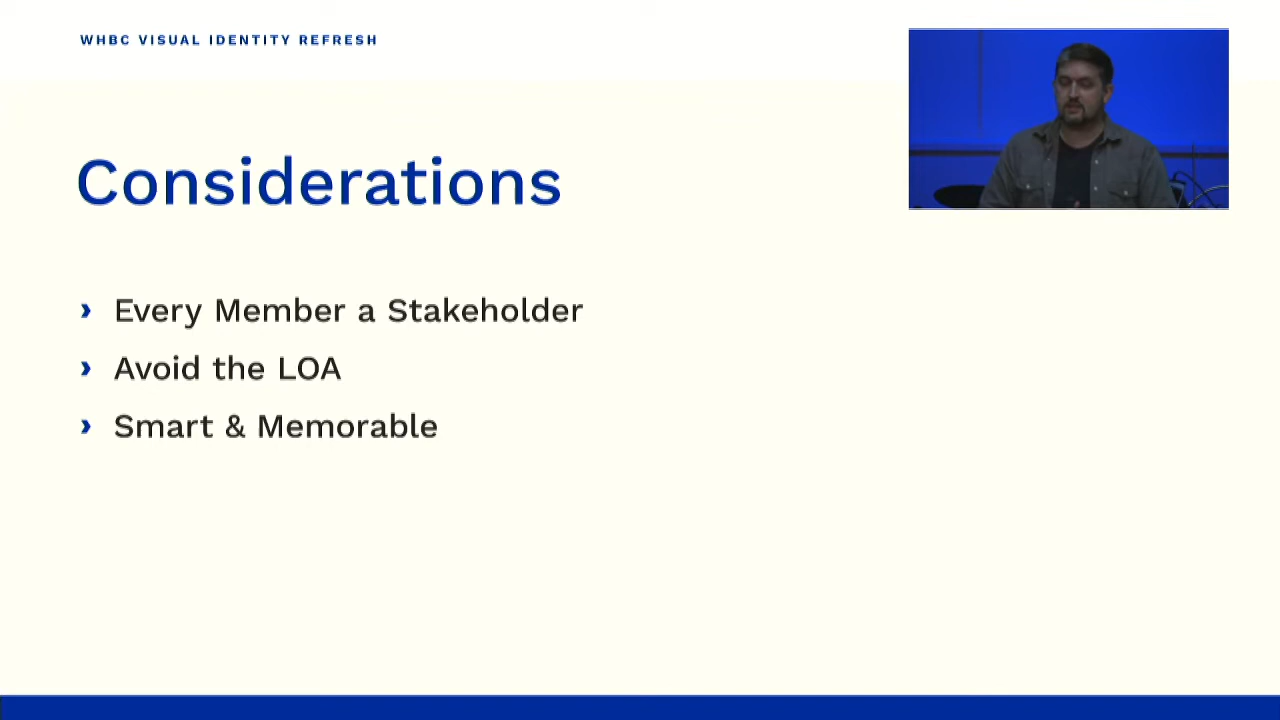 WHBC VISUAL IDENTITY REFRESH
Considerations
› Every Member a Stakeholder
› Avoid the LOA
› Smart & Memorable